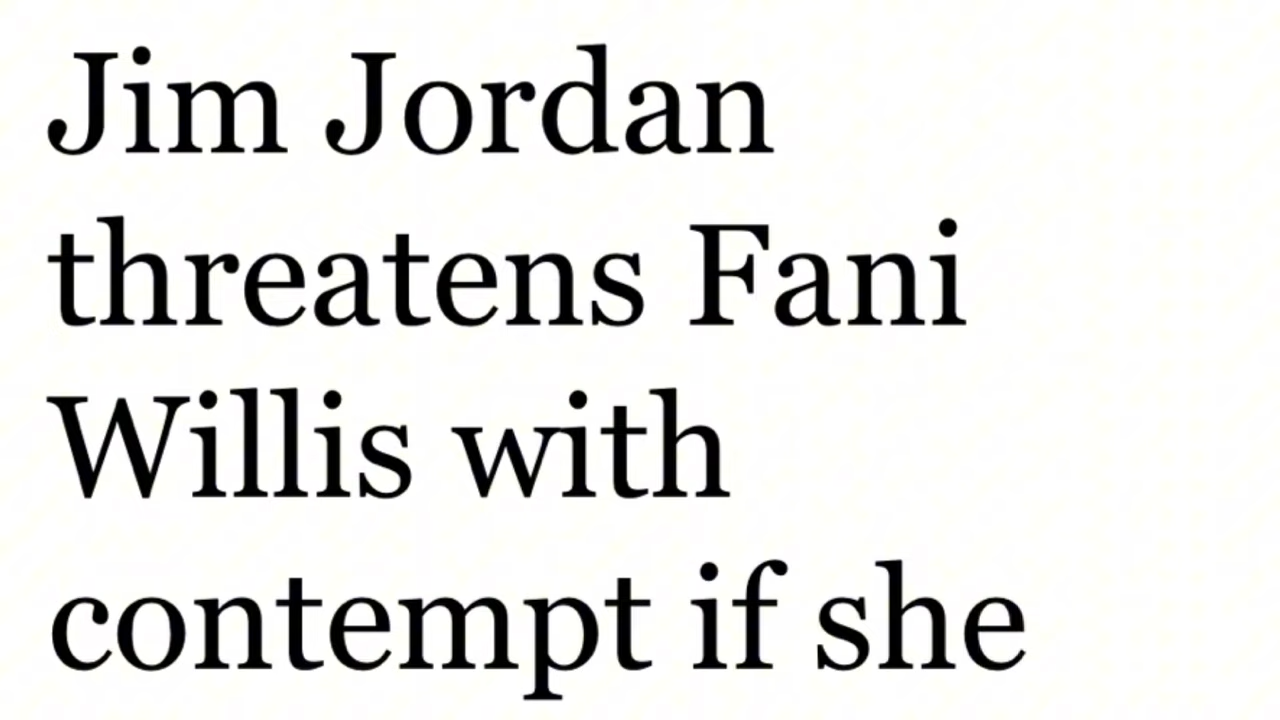 Jim Jordan
threatens Fani
Willis with
contempt if she